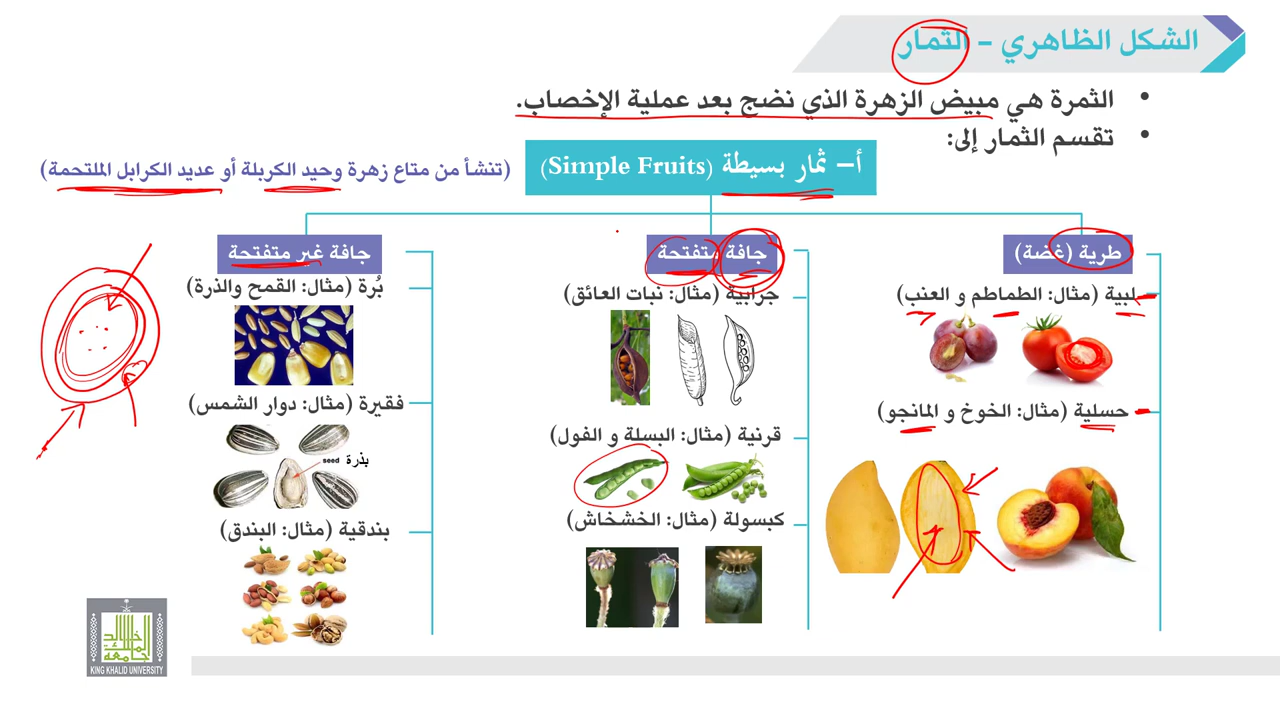 الشكل الظاهري - الثمار
• الثمرة هي مبيض الزهرة الذي نضج بعد عملية الإخصاب.
• تقسم الثمار إلى:
أ- ثمار بسيطة (Simple Fruits)
(تنشأ من متاع زهرة وحيد الكربلة أو عديد الكرابل الملتحمة)
طرية (غضة)
لبية (مثال: الطماطم و العنب)
حسلية (مثال: الخوخ و المانجو)
جافة متفتحة
جرابية (مثال: نبات العائق)
قرنية (مثال: البسلة و الفول)
كبسولة (مثال: الخشخاش)
جافة غير متفتحة
بُرة (مثال: القمح والذرة)
فقيرة (مثال: دوار الشمس)
seed بذرة
بندقية (مثال: البندق)
جامعة الملك خالد
KING KHALID UNIVERSITY